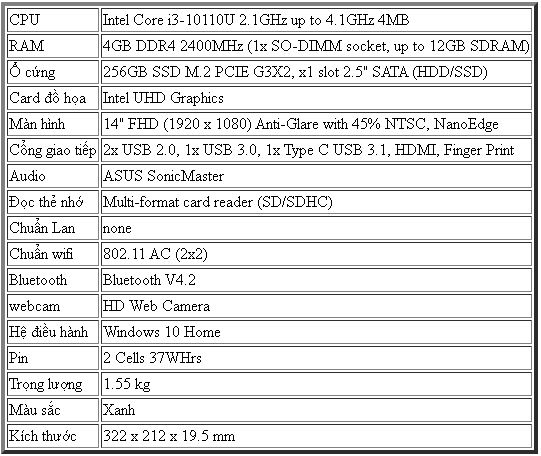 CPU Intel Core i3-10110U 2.1GHz up to 4.1GHz 4MB
RAM 4GB DDR4 2400MHz (1x SO-DIMM socket, up to 12GB SDRAM)
Ổ cứng 256GB SSD M.2 PCIE G3X2, x1 slot 2.5" SATA (HDD/SSD)
Card đồ họa Intel UHD Graphics
Màn hình 14" FHD (1920 x 1080) Anti-Glare with 45% NTSC, NanoEdge
Cổng giao tiếp 2x USB 2.0, 1x USB 3.0, 1x Type C USB 3.1, HDMI, Finger Print
Audio ASUS SonicMaster
Đọc thẻ nhớ Multi-format card reader (SD/SDHC)
Chuẩn Lan none
Chuẩn wifi 802.11 AC (2x2)
Bluetooth Bluetooth V4.2
webcam HD Web Camera
Hệ điều hành Windows 10 Home
Pin 2 Cells 37WHrs
Trọng lượng 1.55 kg
Màu sắc Xanh
Kích thước 322 x 212 x 19.5 mm